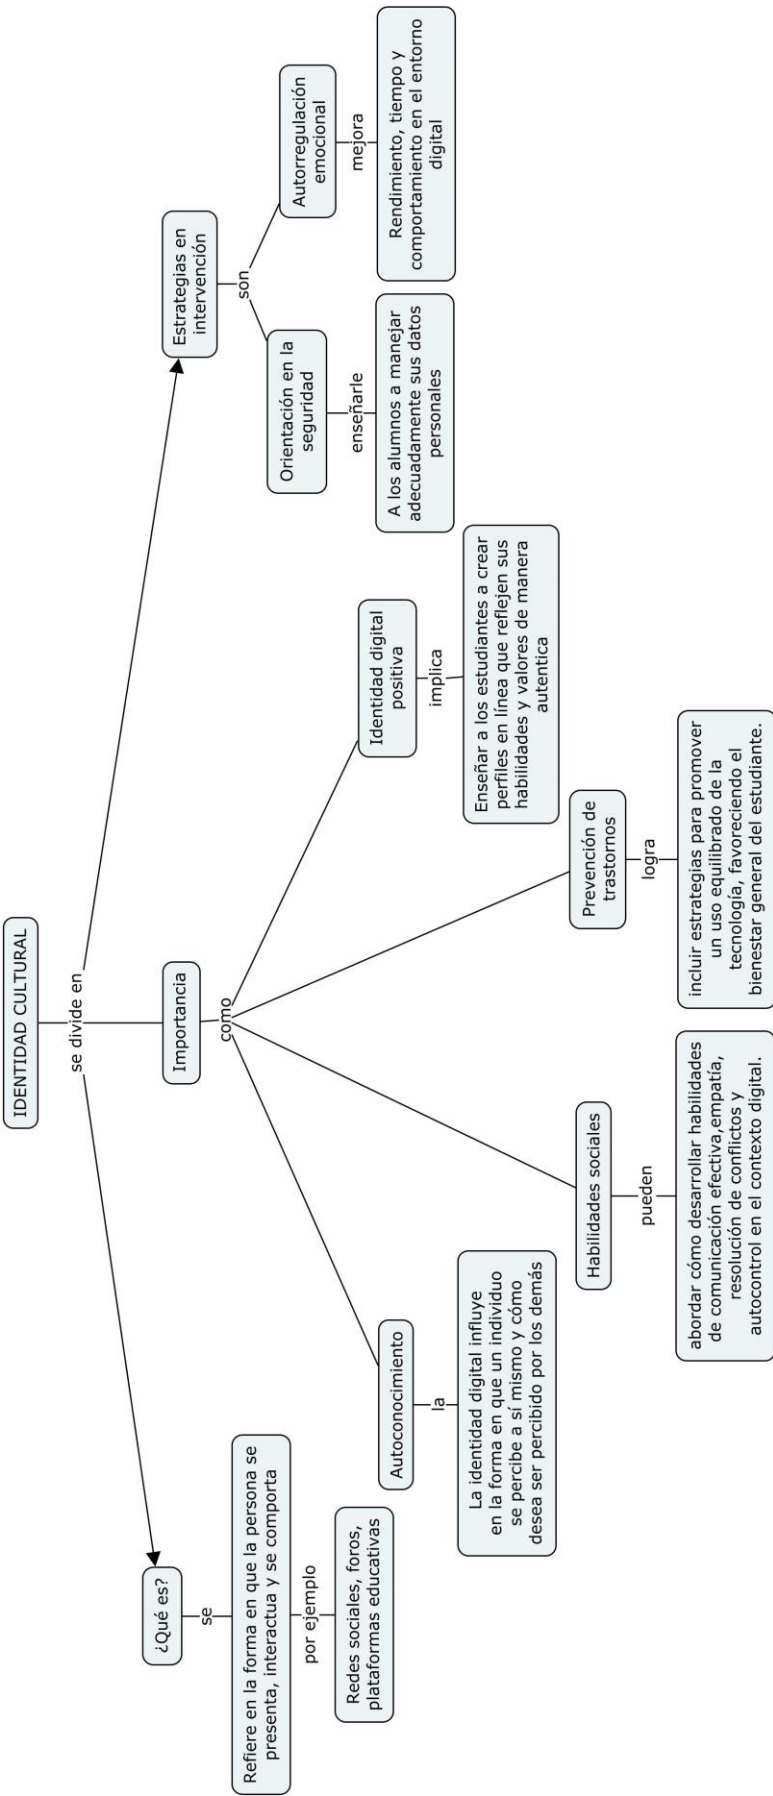 IDENTIDAD CULTURAL
se divide en
¿Qué es?
se
Refiere en la forma en que la persona se
presenta, interactua y se comporta
por ejemplo
Redes sociales, foros,
plataformas educativas
Importancia
como
Autoconocimiento
la
La identidad digital influye
en la forma en que un individuo
se percibe a sí mismo y cómo
desea ser percibido por los demás
Habilidades sociales
pueden
abordar cómo desarrollar habilidades
de comunicación efectiva,empatía,
resolución de conflictos y
autocontrol en el contexto digital.
Prevención de
trastornos
logra
incluir estrategias para promover
un uso equilibrado de la
tecnología, favoreciendo el
bienestar general del estudiante.
Identidad digital
positiva
implica
Enseñar a los estudiantes a crear
perfiles en línea que reflejen sus
habilidades y valores de manera
autentica
Estrategias en
intervención
son
Orientación en la
seguridad
enseñarle
A los alumnos a manejar
adecuadamente sus datos
personales
Autorregulación
emocional
mejora
Rendimiento, tiempo y
comportamiento en el entorno
digital